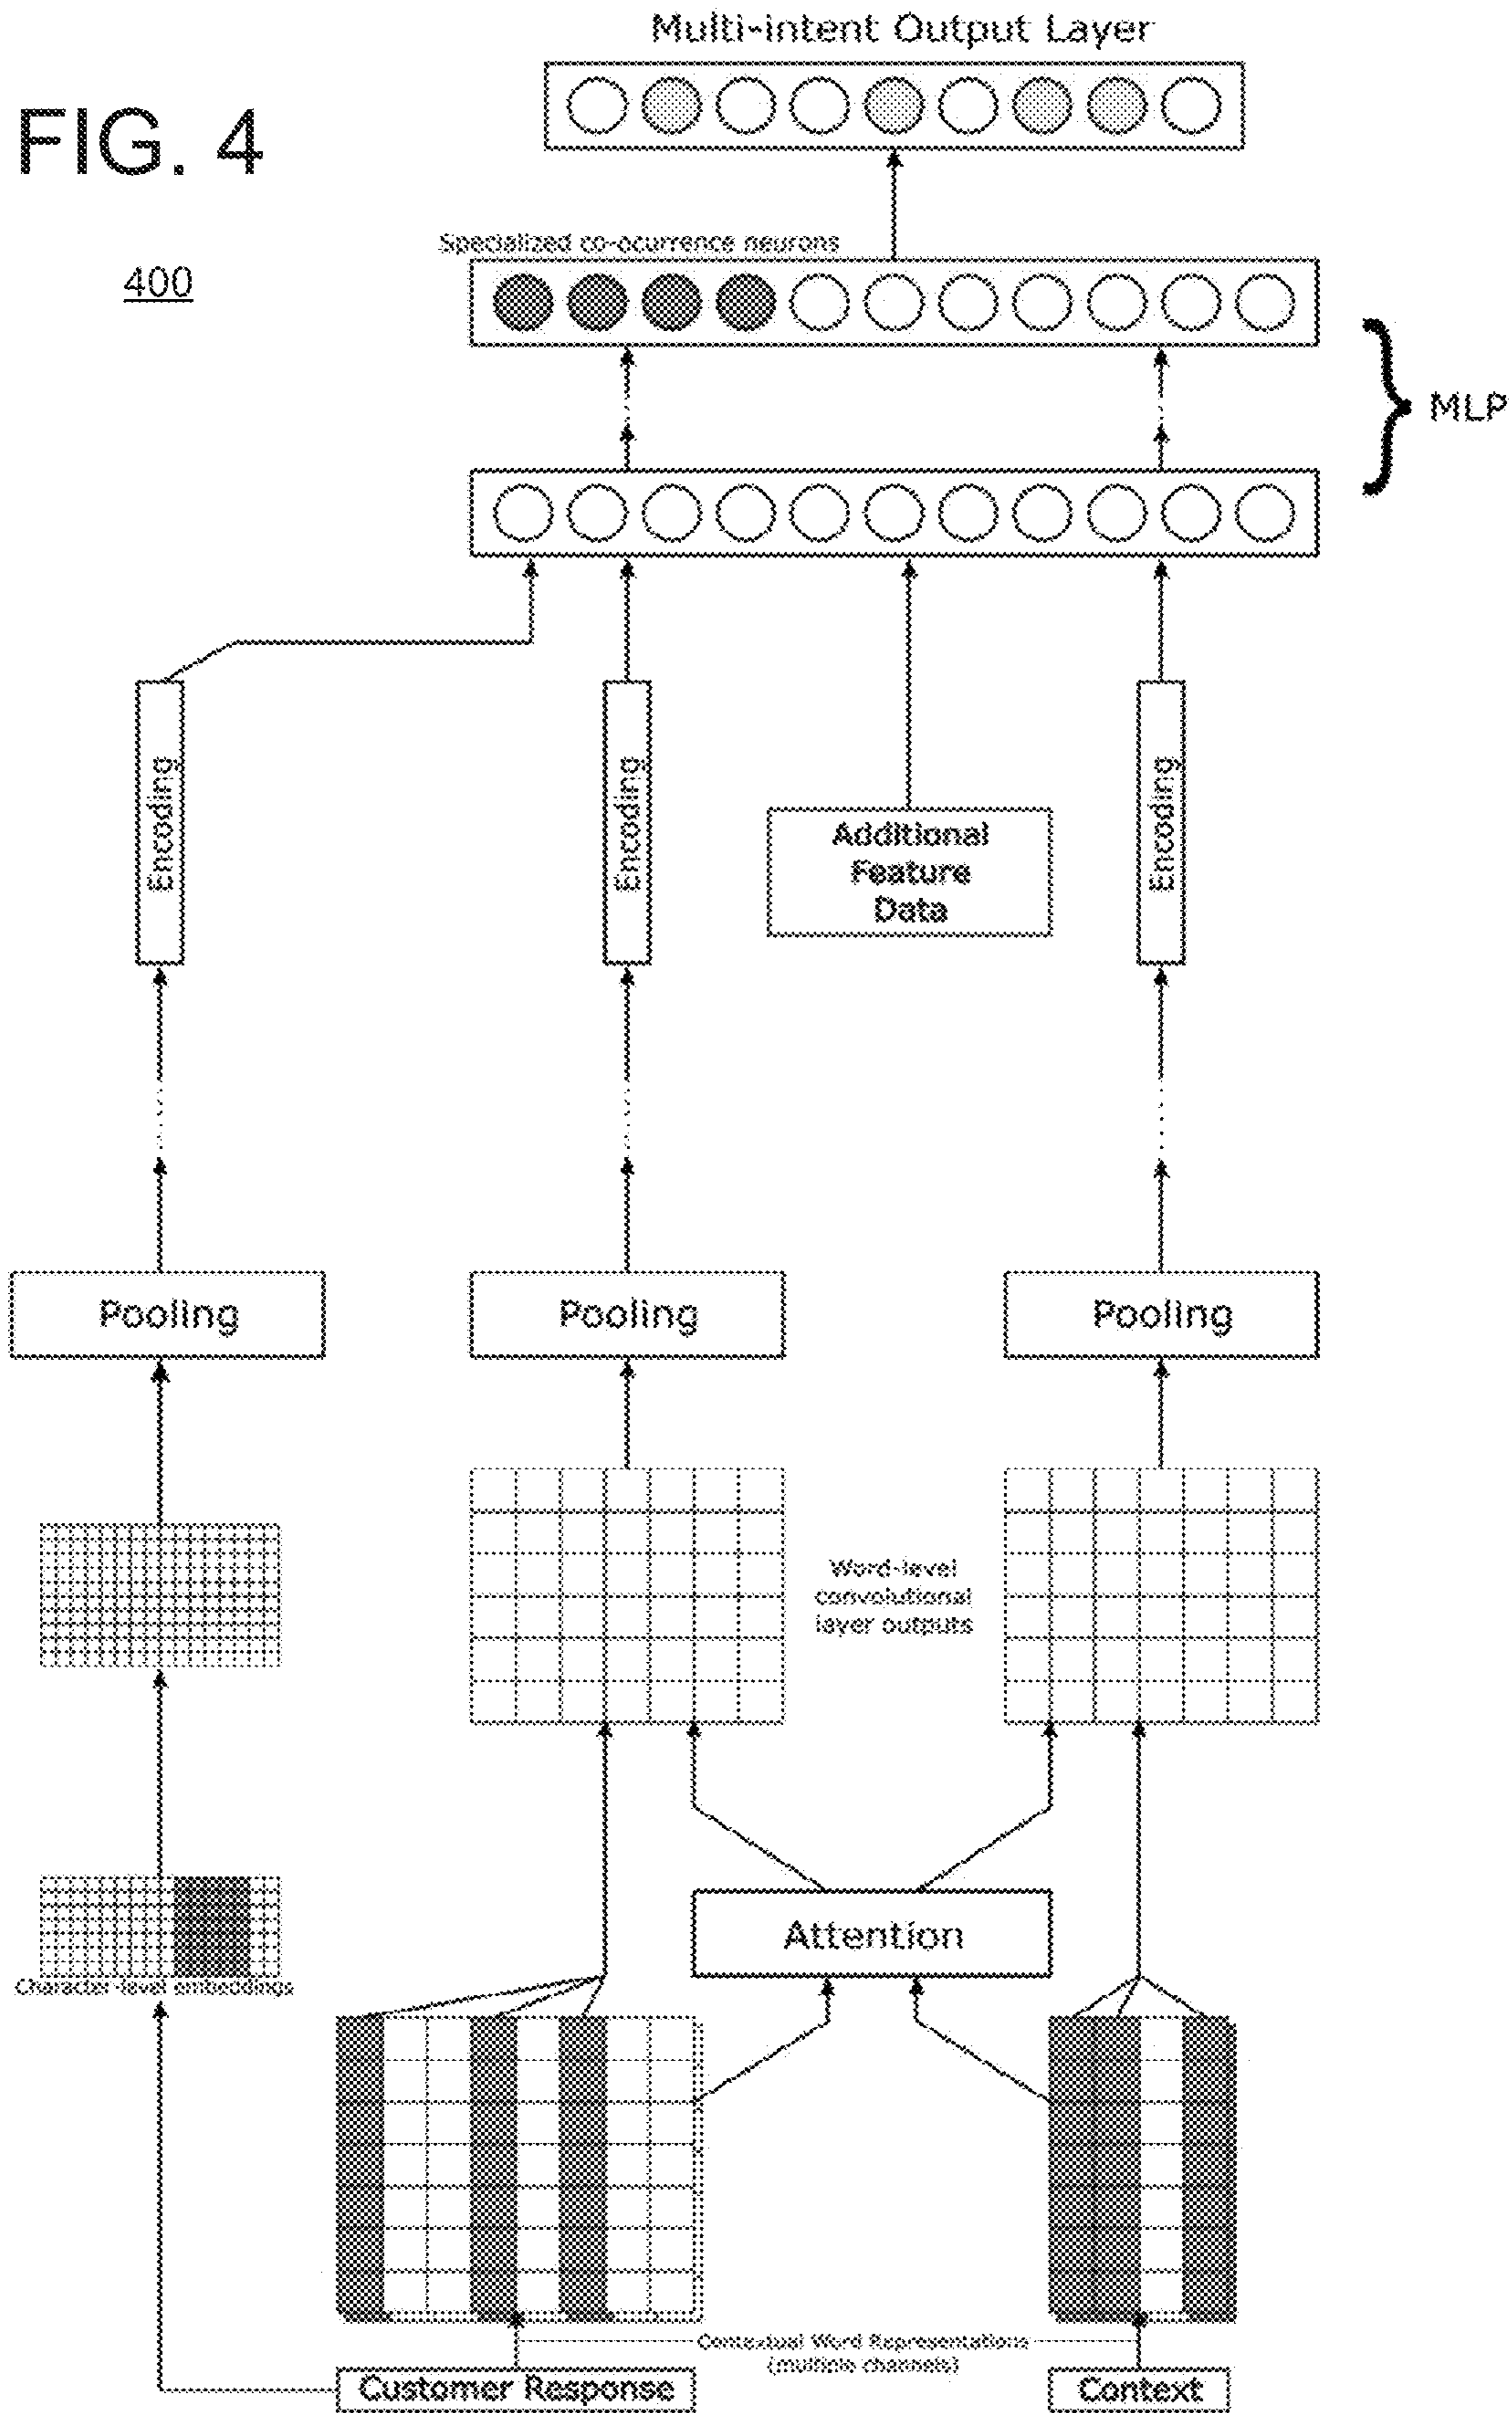 Multi-intent Output Layer
FIG. 4
400
Specialized co-ocurrence neurons
MLP
Encoding
Encoding
Additional
Feature
Data
Encoding
Pooling
Pooling
Pooling
Word-level
convolutional
layer outputs
Attention
Character-level embeddings
Contextual Word Representations
(multiple channels)
Customer Response
Context